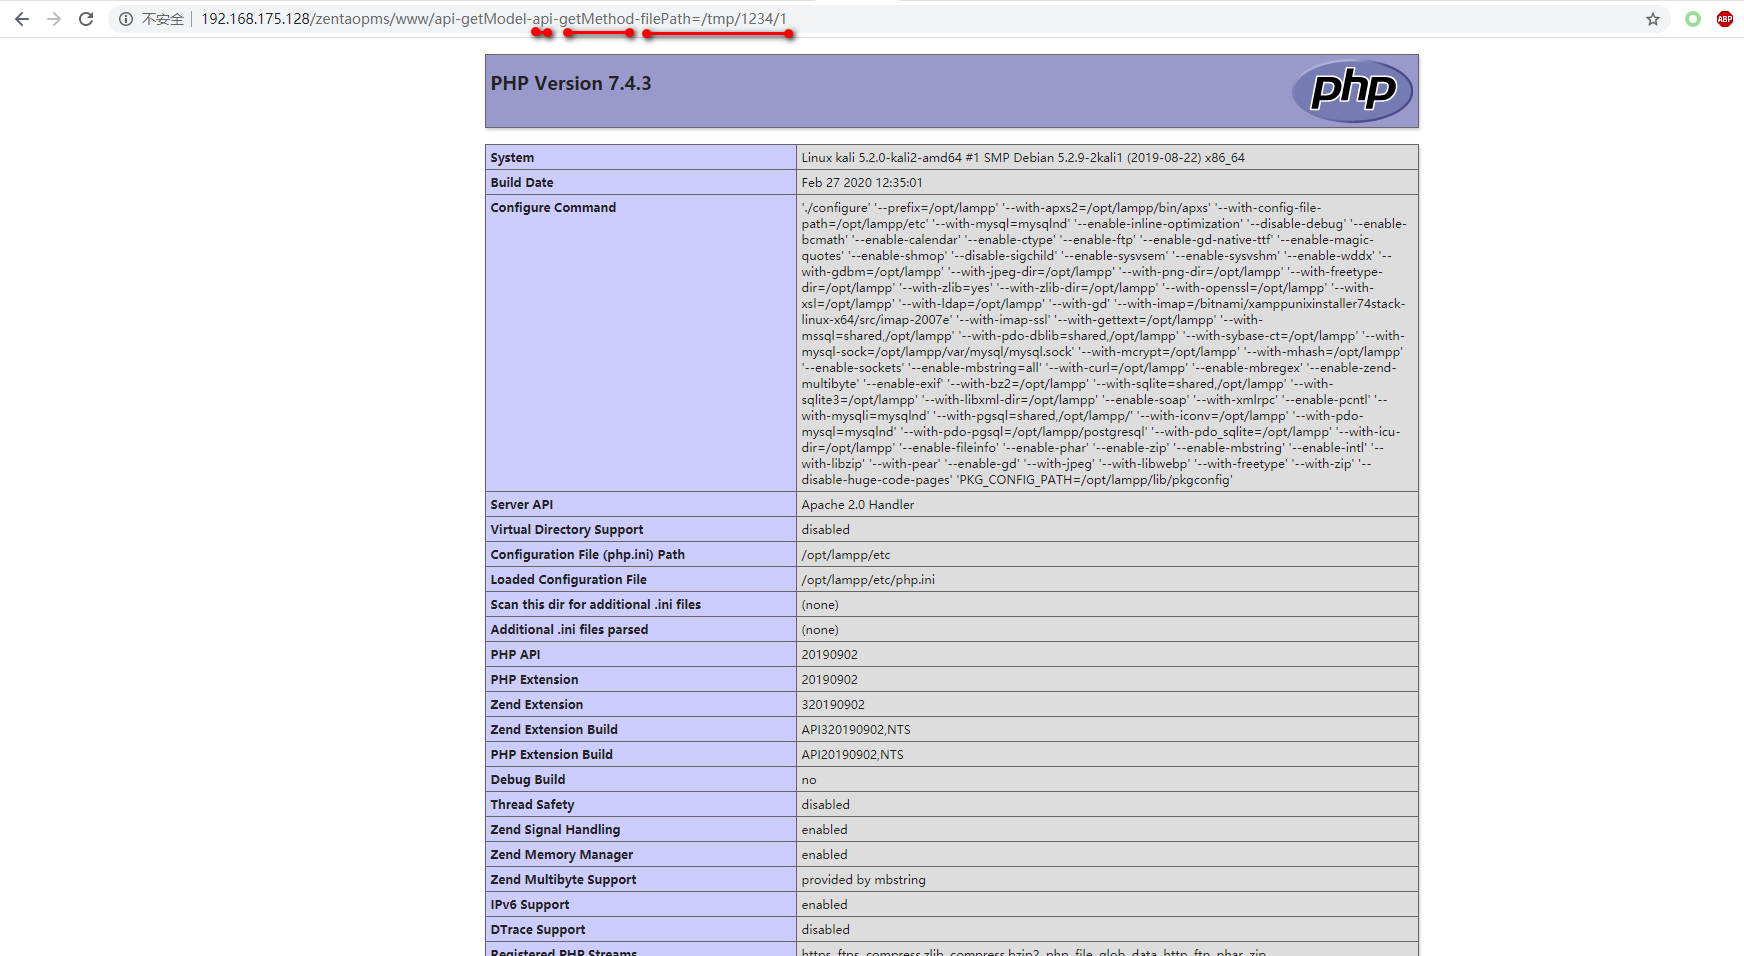 不安全 192.168.175.128/zentaopms/www/api-getModel-api-getMethod-filePath=/tmp/1234/1
ABP
PHP Version 7.4.3
php
System Linux kali 5.2.0-kali2-amd64 #1 SMP Debian 5.2.9-2kali1 (2019-08-22) x86_64
Build Date Feb 27 2020 12:35:01
Configure Command './configure' '--prefix=/opt/lampp' '--with-apxs2=/opt/lampp/bin/apxs' '--with-config-file-
path=/opt/lampp/etc' '--with-mysql=mysqlnd' '--enable-inline-optimization' '--disable-debug' '--enable-
bcmath' '--enable-calendar' '--enable-ctype' '--enable-ftp' '--enable-gd-native-ttf' '--enable-magic-
quotes' '--enable-shmop' '--disable-sigchild' '--enable-sysvsem' '--enable-sysvshm' '--enable-wddx' '--
with-gdbm=/opt/lampp' '--with-jpeg-dir=/opt/lampp' '--with-png-dir=/opt/lampp' '--with-freetype-
dir=/opt/lampp' '--with-zlib=yes' '--with-zlib-dir=/opt/lampp' '--with-openssl=/opt/lampp' '--with-
xsl=/opt/lampp' '--with-ldap=/opt/lampp' '--with-gd' '--with-imap=/bitnami/xamppunixinstaller74stack-
linux-x64/src/imap-2007e' '--with-imap-ssl' '--with-gettext=/opt/lampp' '--with-
mssql=shared,/opt/lampp' '--with-pdo-dblib=shared,/opt/lampp' '--with-sybase-ct=/opt/lampp' '--with-
mysql-sock=/opt/lampp/var/mysql/mysql.sock' '--with-mcrypt=/opt/lampp' '--with-mhash=/opt/lampp'
'--enable-sockets' '--enable-mbstring=all' '--with-curl=/opt/lampp' '--enable-mbregex' '--enable-zend-
multibyte' '--enable-exif' '--with-bz2=/opt/lampp' '--with-sqlite=shared,/opt/lampp' '--with-
sqlite3=/opt/lampp' '--with-libxml-dir=/opt/lampp' '--enable-soap' '--with-xmlrpc' '--enable-pcntl' '--
with-mysqli=mysqlnd' '--with-pgsql=shared,/opt/lampp/' '--with-iconv=/opt/lampp' '--with-pdo-
mysql=mysqlnd' '--with-pdo-pgsql=/opt/lampp/postgresql' '--with-pdo_sqlite=/opt/lampp' '--with-icu-
dir=/opt/lampp' '--enable-fileinfo' '--enable-phar' '--enable-zip' '--enable-mbstring' '--enable-intl' '--
with-libzip' '--with-pear' '--enable-gd' '--with-jpeg' '--with-libwebp' '--with-freetype' '--with-zip' '--
disable-huge-code-pages' 'PKG_CONFIG_PATH=/opt/lampp/lib/pkgconfig'
Server API Apache 2.0 Handler
Virtual Directory Support disabled
Configuration File (php.ini) Path /opt/lampp/etc
Loaded Configuration File /opt/lampp/etc/php.ini
Scan this dir for additional .ini files (none)
Additional .ini files parsed (none)
PHP API 20190902
PHP Extension 20190902
Zend Extension 320190902
Zend Extension Build API320190902,NTS
PHP Extension Build API20190902,NTS
Debug Build no
Thread Safety disabled
Zend Signal Handling enabled
Zend Memory Manager enabled
Zend Multibyte Support provided by mbstring
IPv6 Support enabled
DTrace Support disabled
Registered PHP Streams https, ftps, compress.zlib, compress.bzip2, php, file, glob, data, http, ftp, phar, zip